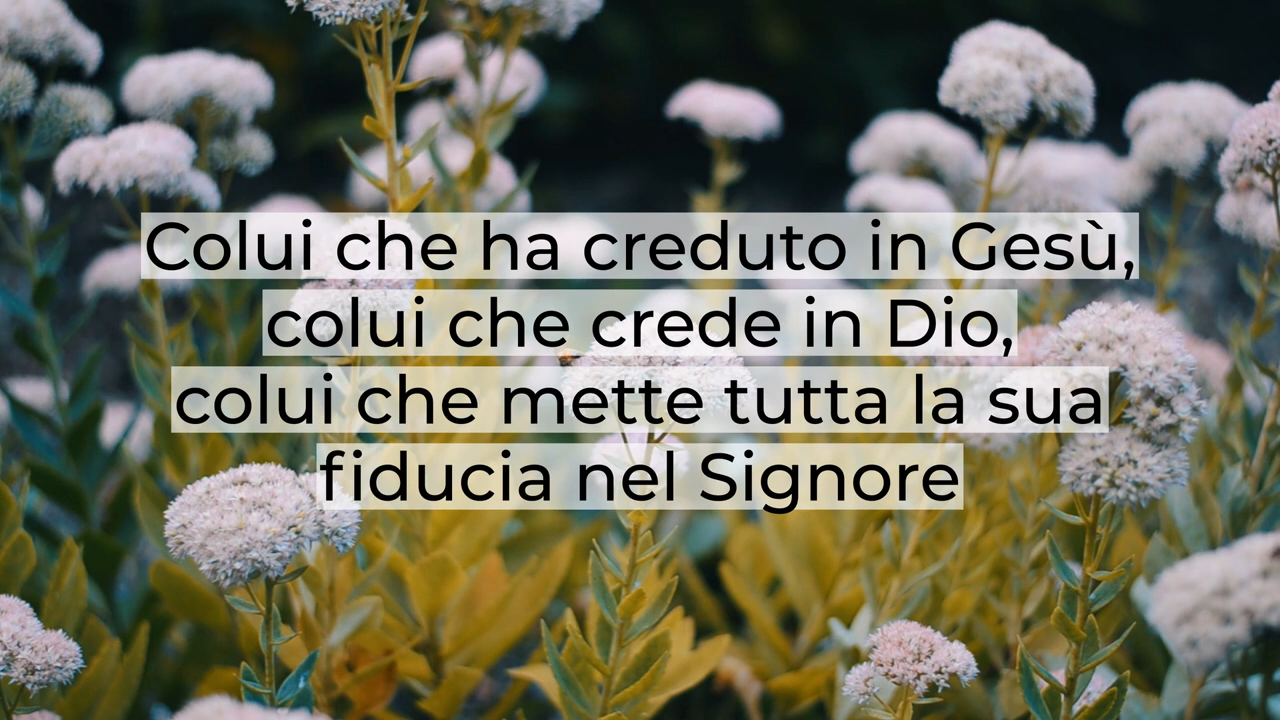 Colui che ha creduto in Gesù,
colui che crede in Dio,
colui che mette tutta la sua
fiducia nel Signore